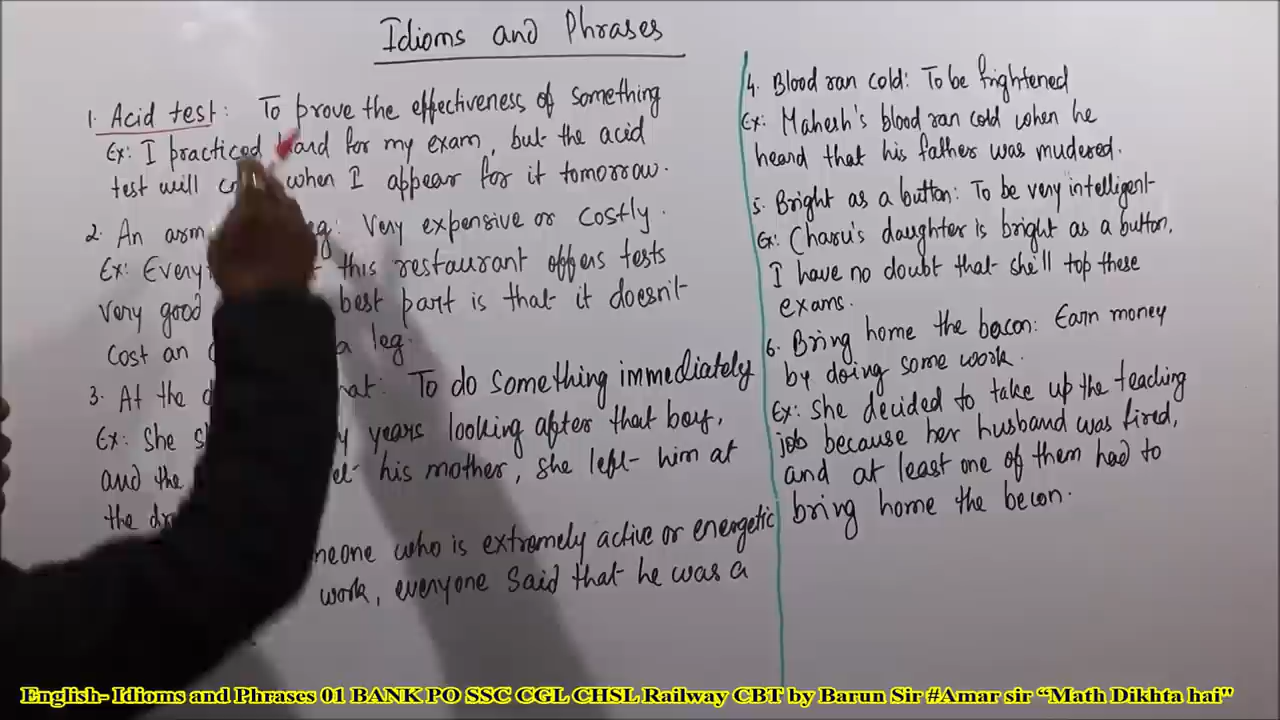 Idioms and Phrases
1. Acid test: To prove the effectiveness of something
Ex: I practiced hard for my exam, but the acid
test will when I appear for it tomorrow.
2. An arm : Very expensive or costly.
Ex: this restaurant offers tests
very good best part is that it doesn't
cost an a leg.
3. At the : To do something immediately
Ex: She years looking after that boy,
and the his mother, she left him at
the
who is extremely active or energetic
work, everyone said that he was a
4. Blood ran cold: To be frightened
Ex: Mahesh's blood ran cold when he
heard that his father was mudered.
5. Bright as a button: To be very intelligent
Ex: Charu's daughter is bright as a button,
I have no doubt that she'll top these
exams.
6. Bring home the bacon: Earn money
by doing some work.
Ex: She decided to take up the teaching
job because her husband was fired,
and at least one of them had to
bring home the becon.
English- Idioms and Phrases 01 BANK PO SSC CGL CHSL Railway CBT by Barun Sir #Amar sir “Math Dikhta hai"